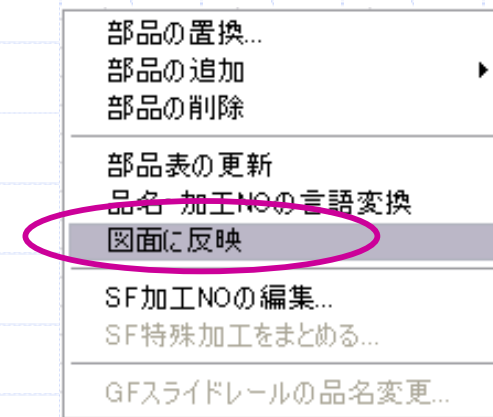 部品の置換...
部品の追加
部品の削除
部品表の更新
品名・加工NOの言語変換
図面に反映
SF加工NOの編集...
SF特殊加工をまとめる...
GFスライドレールの品名変更...